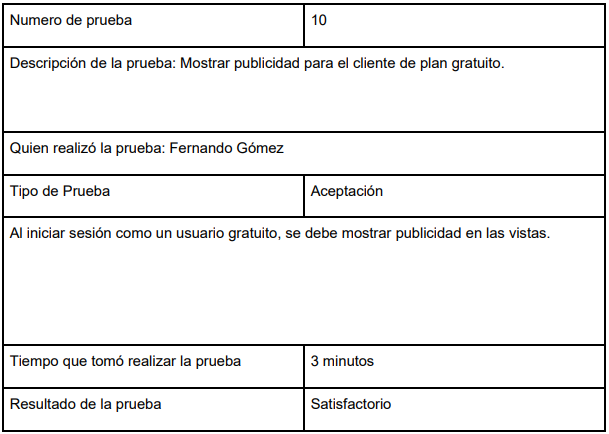 Numero de prueba 10
Descripción de la prueba: Mostrar publicidad para el cliente de plan gratuito.
Quien realizó la prueba: Fernando Gómez
Tipo de Prueba Aceptación
Al iniciar sesión como un usuario gratuito, se debe mostrar publicidad en las vistas.
Tiempo que tomó realizar la prueba 3 minutos
Resultado de la prueba Satisfactorio